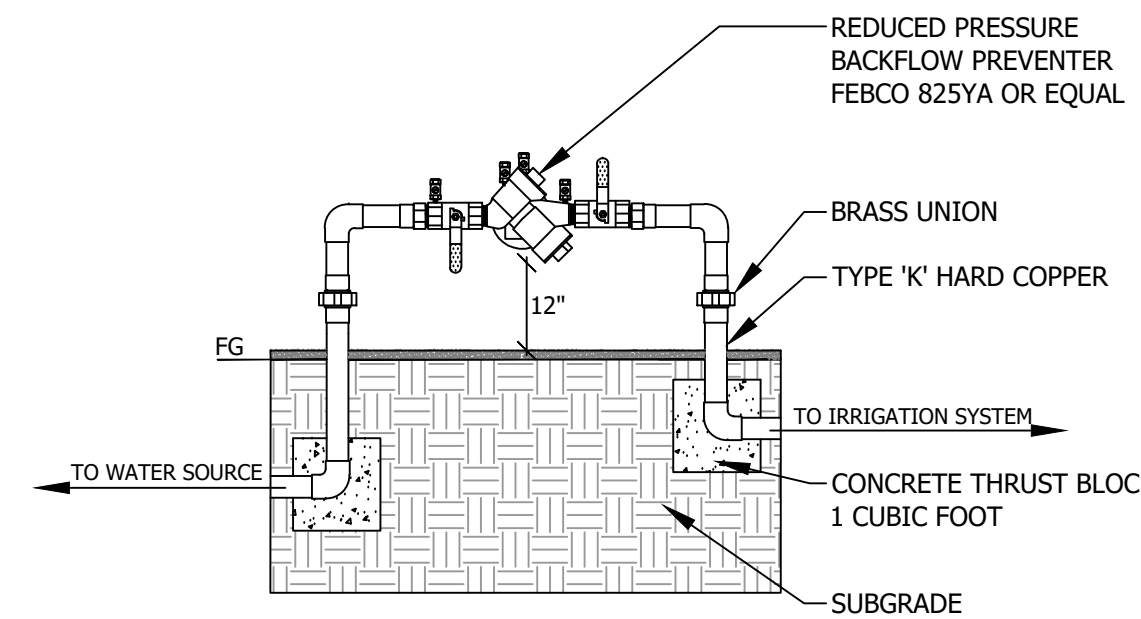 REDUCED PRESSURE
BACKFLOW PREVENTER
FEBCO 825YA OR EQUAL
BRASS UNION
TYPE 'K' HARD COPPER
12"
FG
TO IRRIGATION SYSTEM
TO WATER SOURCE
CONCRETE THRUST BLOC
1 CUBIC FOOT
SUBGRADE